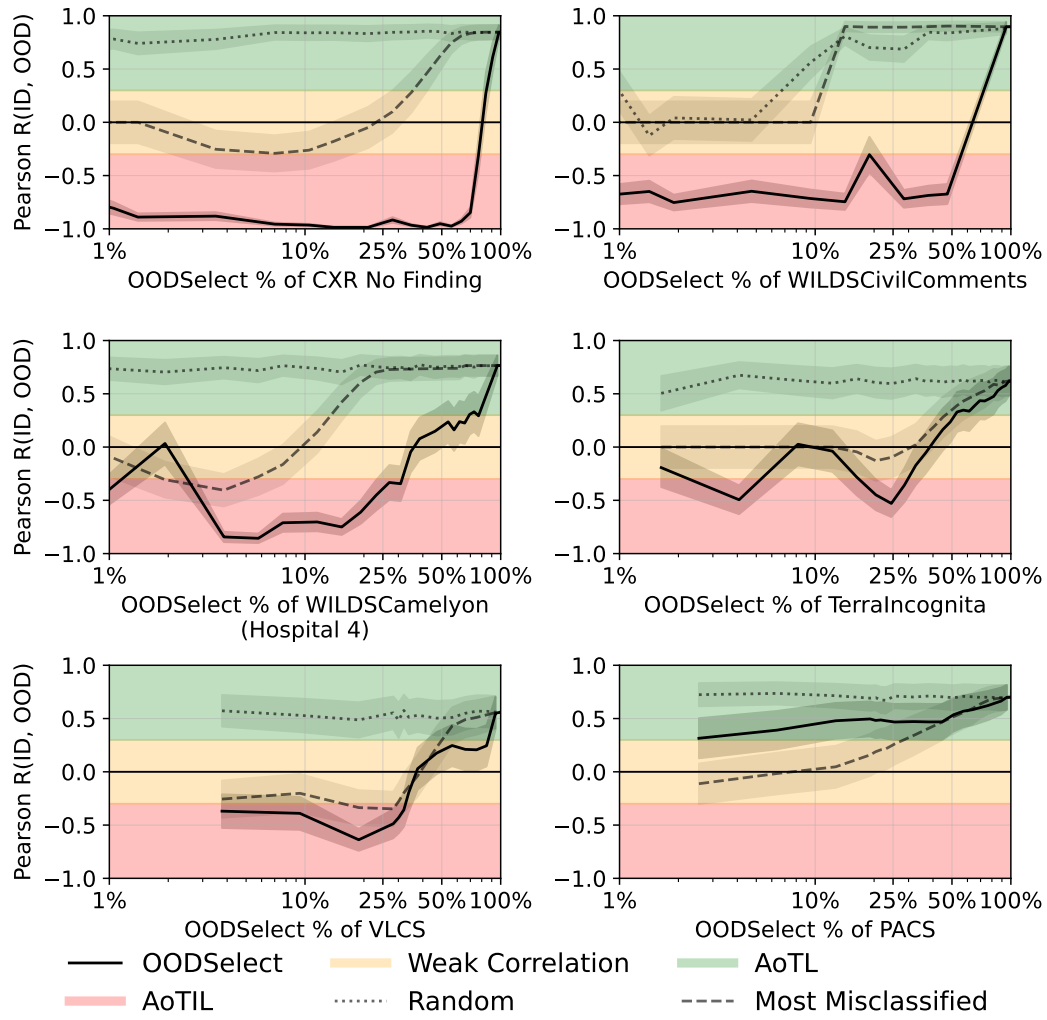 Pearson R(ID, OOD)
1.0
0.5
0.0
−0.5
−1.0
1% 10% 25% 50% 100%
OODSelect % of CXR No Finding
1.0
0.5
0.0
−0.5
−1.0
1% 10% 25% 50% 100%
OODSelect % of WILDSCivilComments
Pearson R(ID, OOD)
1.0
0.5
0.0
−0.5
−1.0
1% 10% 25% 50% 100%
OODSelect % of WILDSCamelyon
(Hospital 4)
1.0
0.5
0.0
−0.5
−1.0
1% 10% 25% 50% 100%
OODSelect % of TerraIncognita
Pearson R(ID, OOD)
1.0
0.5
0.0
−0.5
−1.0
1% 10% 25% 50% 100%
OODSelect % of VLCS
1.0
0.5
0.0
−0.5
−1.0
1% 10% 25% 50% 100%
OODSelect % of PACS
OODSelect Weak Correlation AoTL
AoTIL Random Most Misclassified